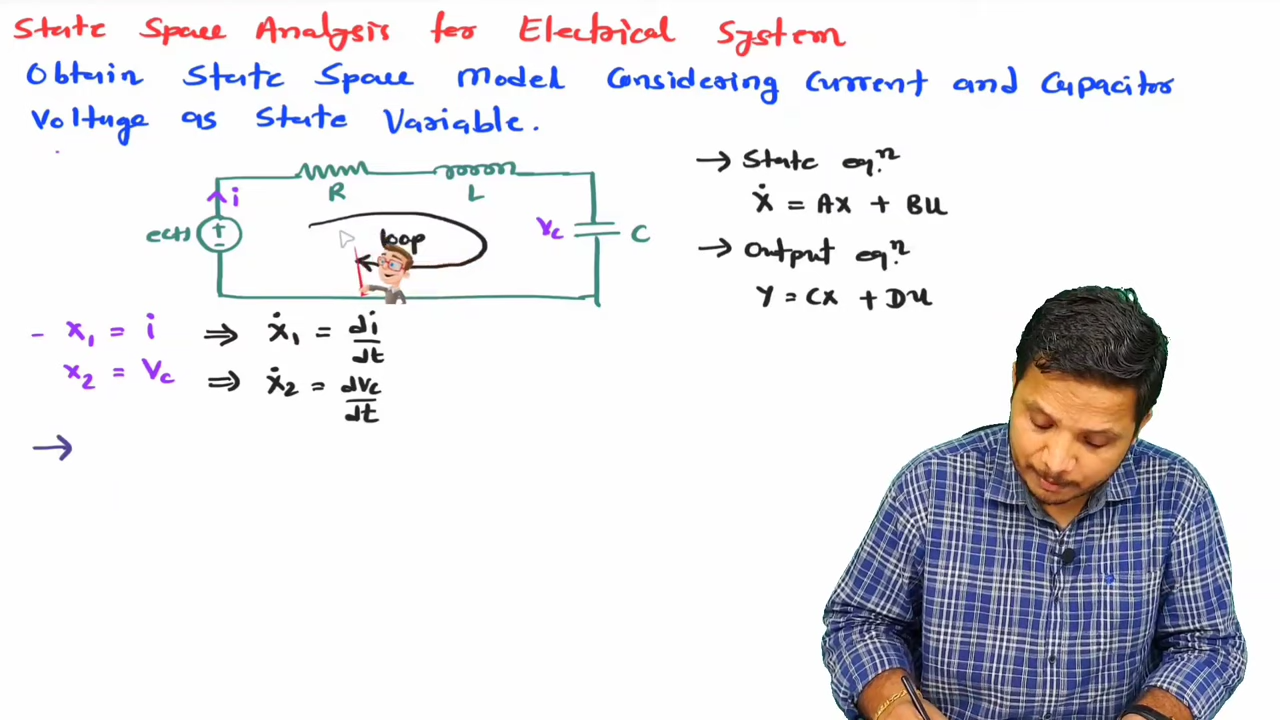 State Space Analysis for Electrical System
Obtain State Space Model Considering Current and Capacitor
Voltage as State Variable.
i
R
L
e(t)
+
-
loop
Vc
C
→ State eq.ⁿ
Ẋ = AX + BU
→ Output eq.ⁿ
Y = CX + DU
- x₁ = i ⇒ ẋ₁ = di/dt
x₂ = Vc ⇒ ẋ₂ = dVc/dt
→